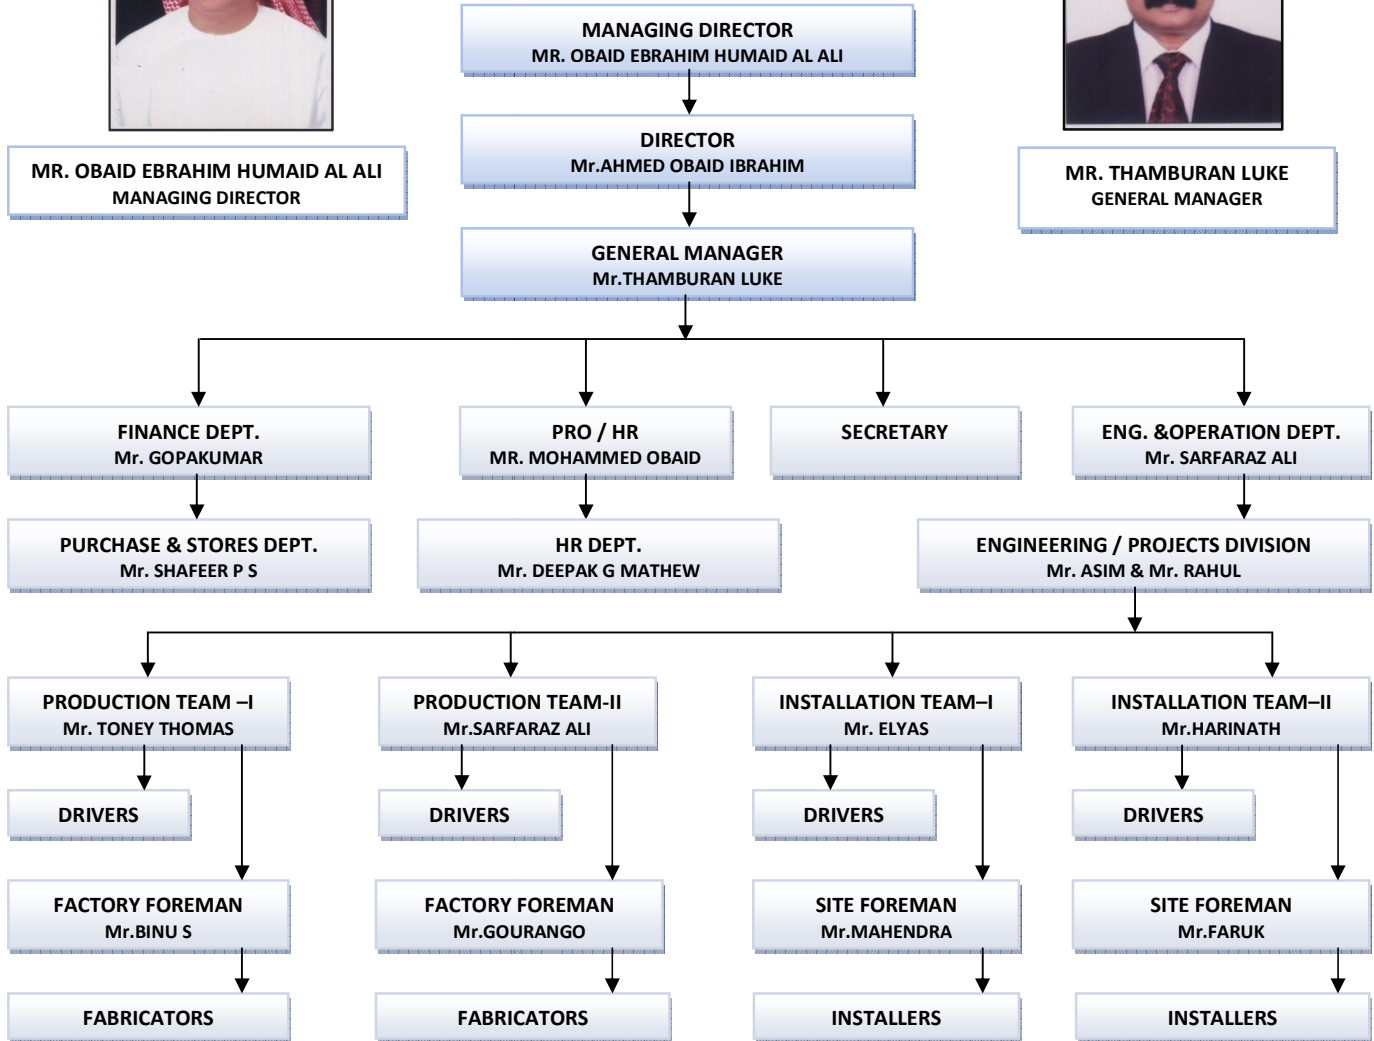 MANAGING DIRECTOR
MR. OBAID EBRAHIM HUMAID AL ALI
DIRECTOR
Mr.AHMED OBAID IBRAHIM
MR. OBAID EBRAHIM HUMAID AL ALI
MANAGING DIRECTOR
MR. THAMBURAN LUKE
GENERAL MANAGER
GENERAL MANAGER
Mr.THAMBURAN LUKE
FINANCE DEPT.
Mr. GOPAKUMAR
PRO / HR
MR. MOHAMMED OBAID
SECRETARY
ENG. &OPERATION DEPT.
Mr. SARFARAZ ALI
PURCHASE & STORES DEPT.
Mr. SHAFEER P S
HR DEPT.
Mr. DEEPAK G MATHEW
ENGINEERING / PROJECTS DIVISION
Mr. ASIM & Mr. RAHUL
PRODUCTION TEAM –I
Mr. TONEY THOMAS
PRODUCTION TEAM-II
Mr.SARFARAZ ALI
INSTALLATION TEAM–I
Mr. ELYAS
INSTALLATION TEAM–II
Mr.HARINATH
DRIVERS
DRIVERS
DRIVERS
DRIVERS
FACTORY FOREMAN
Mr.BINU S
FACTORY FOREMAN
Mr.GOURANGO
SITE FOREMAN
Mr.MAHENDRA
SITE FOREMAN
Mr.FARUK
FABRICATORS
FABRICATORS
INSTALLERS
INSTALLERS